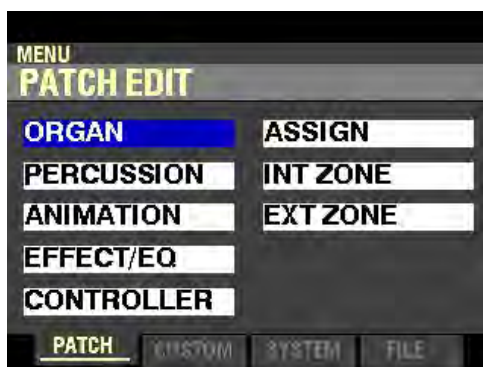 MENU
PATCH EDIT
ORGAN
ASSIGN
PERCUSSION
INT ZONE
ANIMATION
EXT ZONE
EFFECT/EQ
CONTROLLER
PATCH CUSTOM SYSTEM FILE